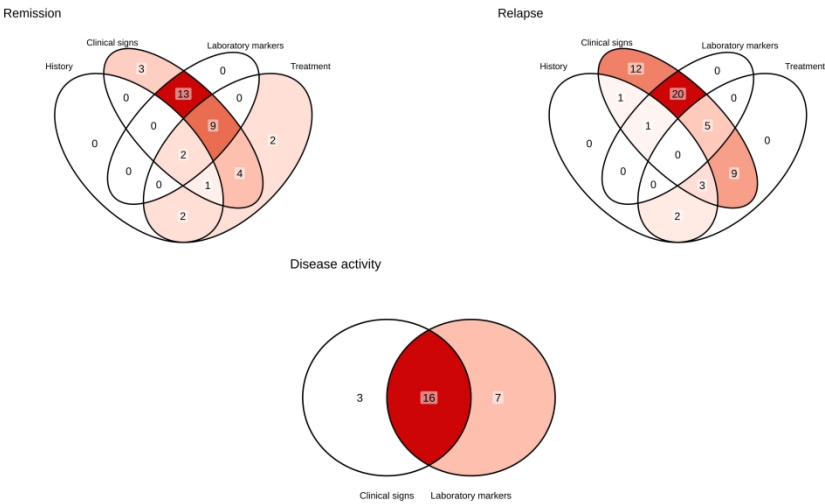 Remission
Clinical signs
Laboratory markers
History
Treatment
3
0
0
13
0
0
9
0
2
2
0
4
0
1
2
Relapse
Clinical signs
Laboratory markers
History
Treatment
12
0
1
20
0
1
5
0
0
0
0
9
0
3
2
Disease activity
3
16
7
Clinical signs
Laboratory markers